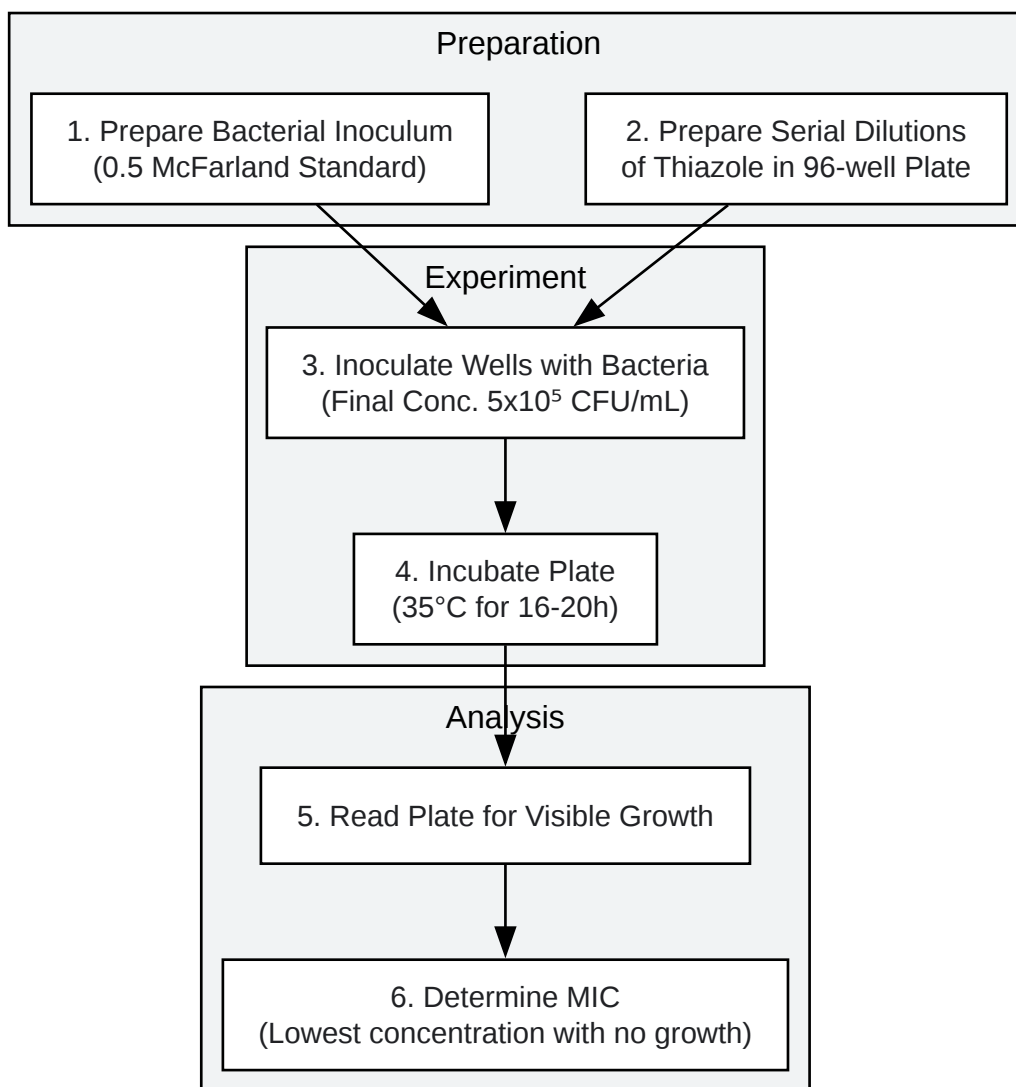 Preparation
1. Prepare Bacterial Inoculum
(0.5 McFarland Standard)
2. Prepare Serial Dilutions
of Thiazole in 96-well Plate
Experiment
3. Inoculate Wells with Bacteria
(Final Conc. 5x10⁵ CFU/mL)
4. Incubate Plate
(35°C for 16-20h)
Analysis
5. Read Plate for Visible Growth
6. Determine MIC
(Lowest concentration with no growth)